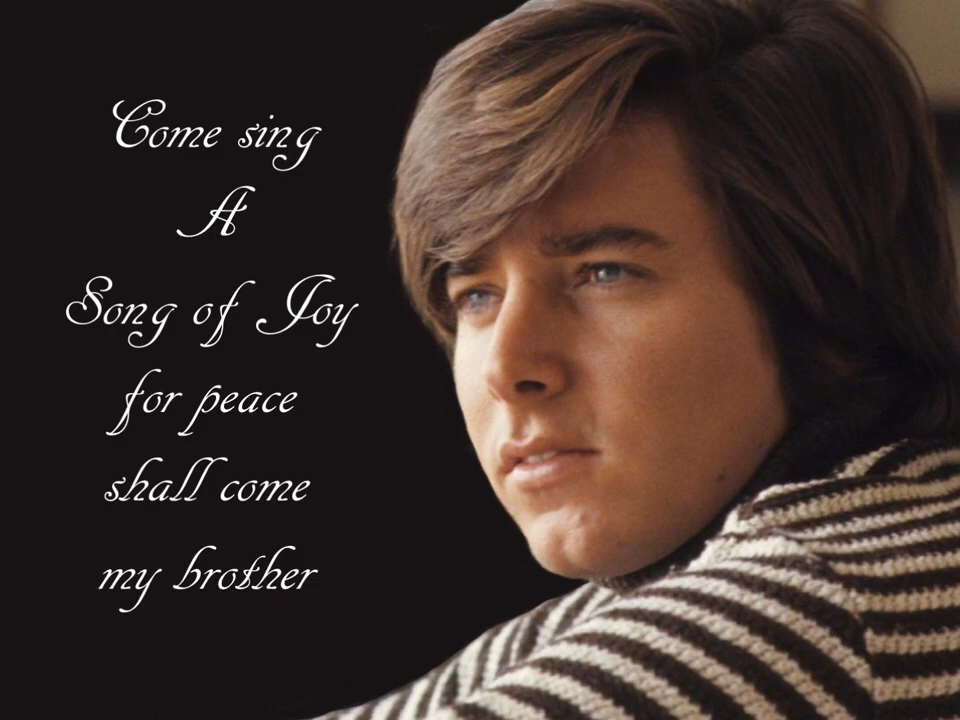 Come sing
A
Song of Joy
for peace
shall come
my brother